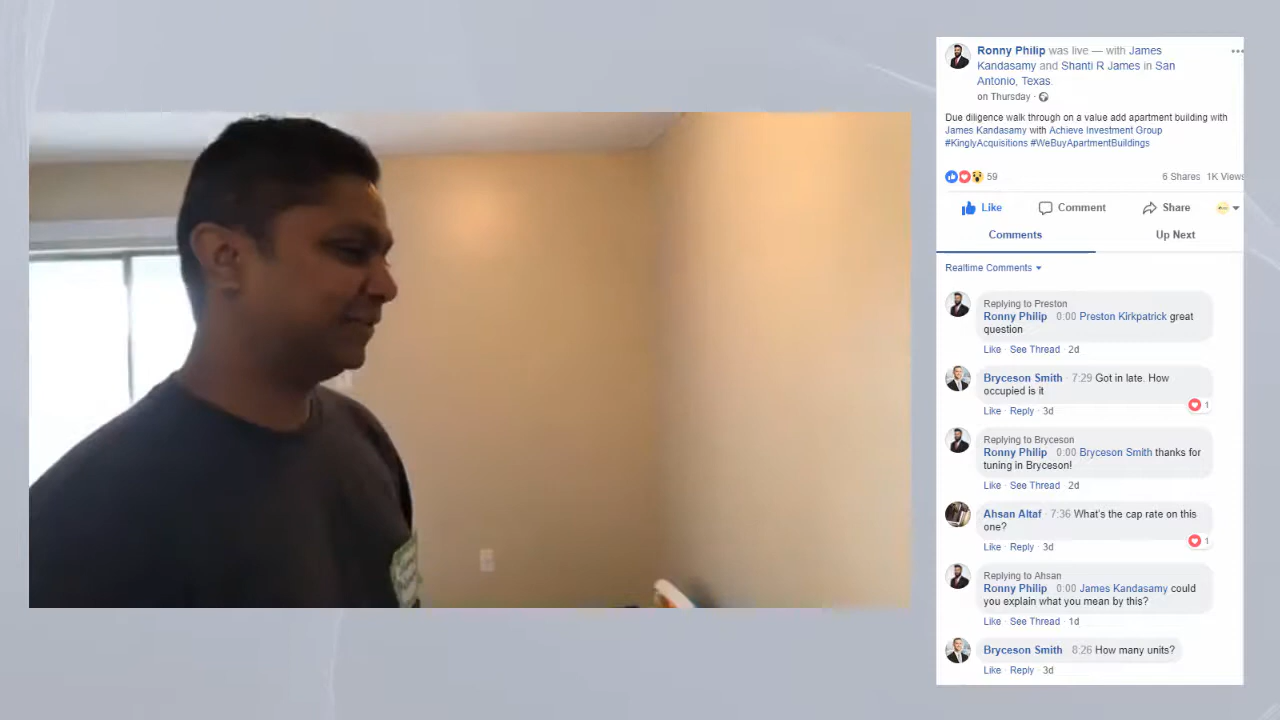 Ronny Philip was live — with James
Kandasamy and Shanti R James in San
Antonio, Texas.
on Thursday ·
Due diligence walk through on a value add apartment building with
James Kandasamy with Achieve Investment Group
#KinglyAcquisitions #WeBuyApartmentBuildings
59 6 Shares 1K Views
Like Comment Share
Comments Up Next
Realtime Comments
Replying to Preston
Ronny Philip 0:00 Preston Kirkpatrick great
question
Like · See Thread · 2d
Bryceson Smith · 7:29 Got in late. How
occupied is it
1
Like · Reply · 3d
Replying to Bryceson
Ronny Philip 0:00 Bryceson Smith thanks for
tuning in Bryceson!
Like · See Thread · 2d
Ahsan Altaf · 7:36 What's the cap rate on this
one?
1
Like · Reply · 3d
Replying to Ahsan
Ronny Philip 0:00 James Kandasamy could
you explain what you mean by this?
Like · See Thread · 1d
Bryceson Smith 8:26 How many units?
Like · Reply · 3d